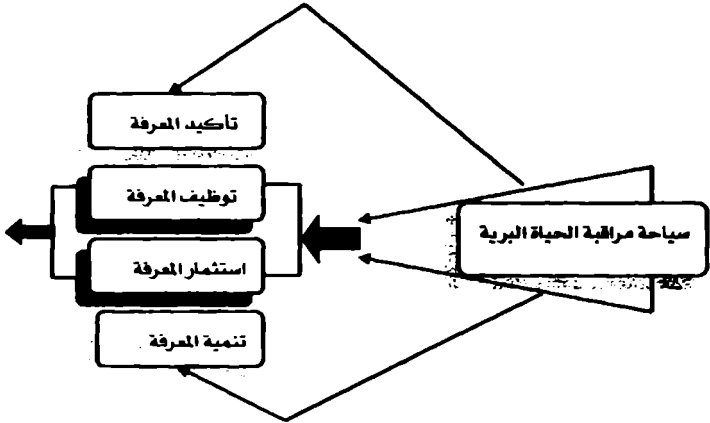 تأكيد المعرفة
توظيف المعرفة
سياحة مراقبة الحياة البرية
استثمار المعرفة
تنمية المعرفة